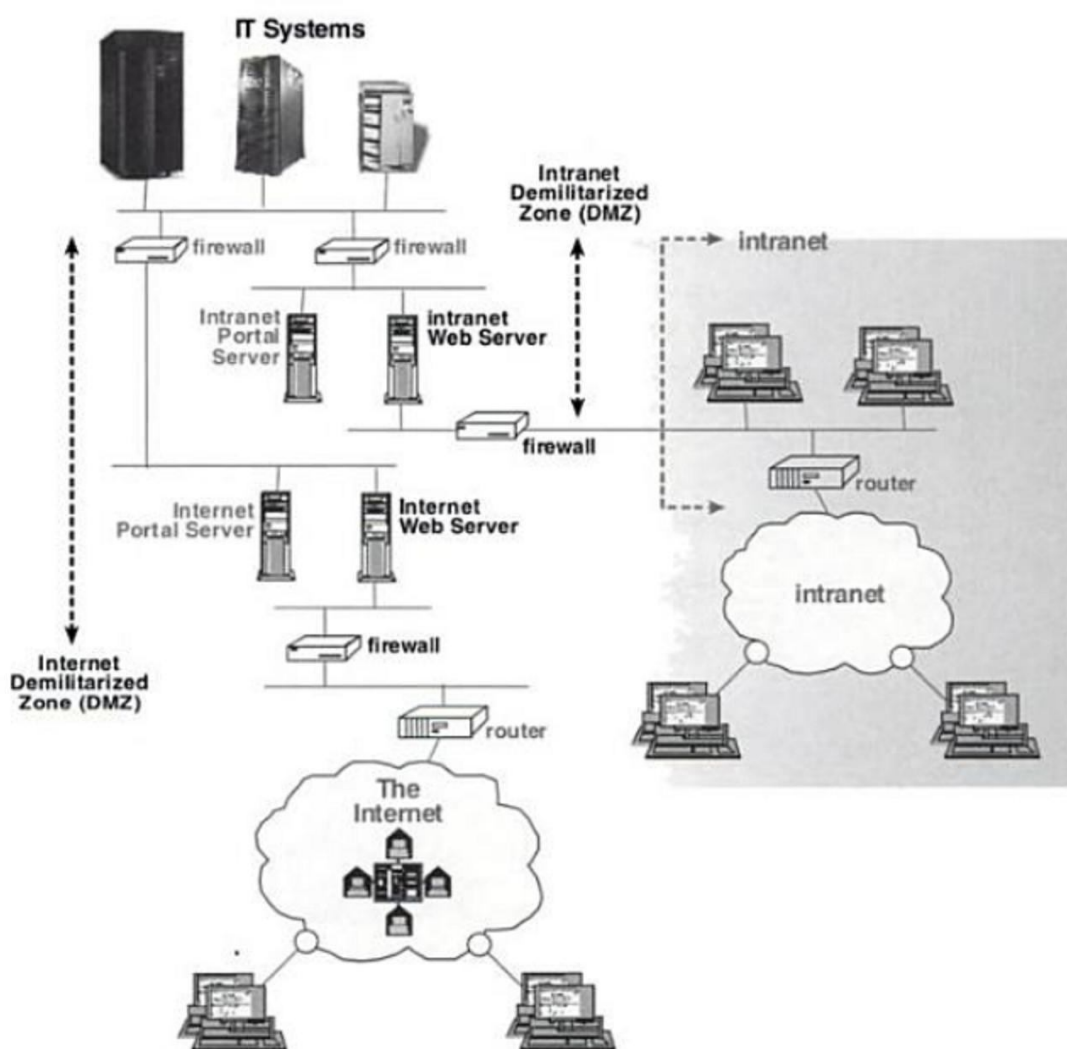 IT Systems
Intranet
Demilitarized
Zone (DMZ)
firewall
firewall
intranet
Intranet
Portal
Server
intranet
Web Server
firewall
router
Internet
Portal Server
Internet
Web Server
intranet
firewall
Internet
Demilitarized
Zone (DMZ)
router
The
Internet